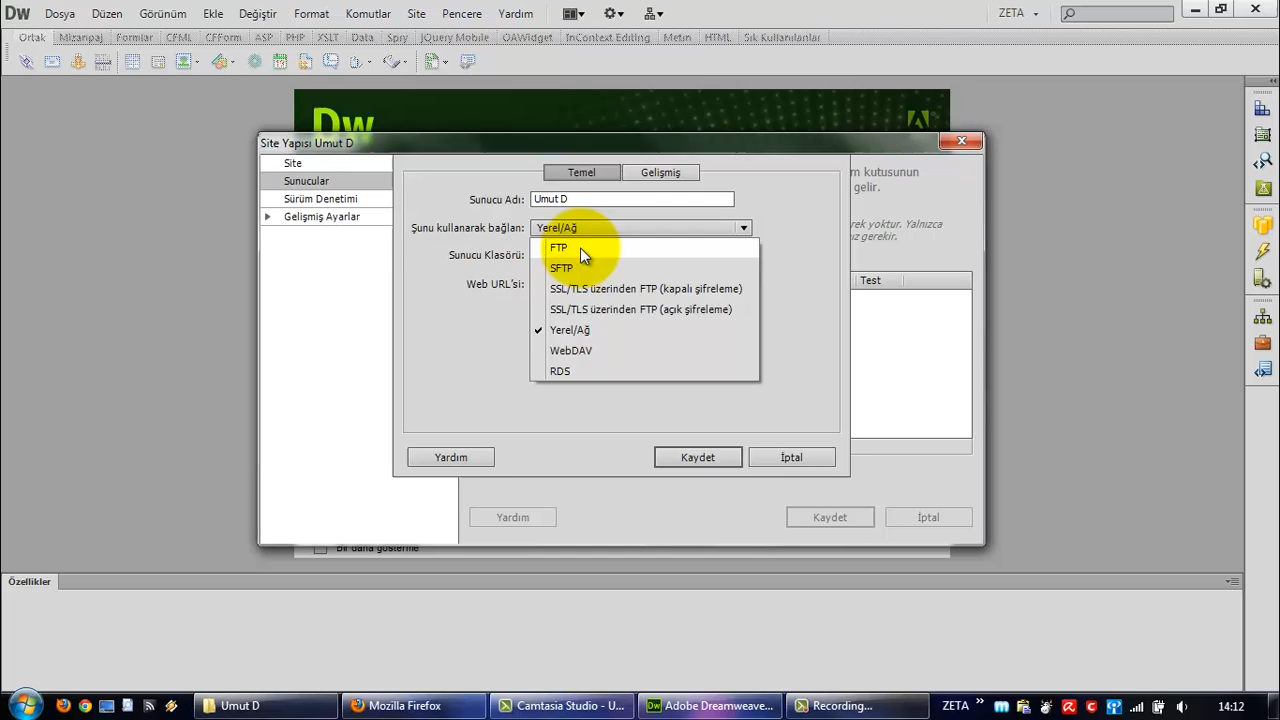 Dw Dosya Düzen Görünüm Ekle Değiştir Format Komutlar Site Pencere Yardım ZETA
Ortak Mizanpaj Formlar CFML CFForm ASP PHP XSLT Data Spry jQuery Mobile OAWidget InContext Editing Metin HTML Sık Kullanılanlar
Dw
Site Yapısı Umut D
Site
Sunucular
Sürüm Denetimi
Gelişmiş Ayarlar
Temel Gelişmiş
m kutusunun
gelir.
Sunucu Adı: Umut D
Şunu kullanarak bağlan: Yerel/Ağ
rek yoktur. Yalnızca
ız gerekir.
Sunucu Klasörü:
Web URL'si:
FTP
SFTP
SSL/TLS üzerinden FTP (kapalı şifreleme)
SSL/TLS üzerinden FTP (açık şifreleme)
Yerel/Ağ
WebDAV
RDS
Test
Yardım Kaydet İptal
Yardım Kaydet İptal
Bir daha gösterme
Özellikler
Umut D Mozilla Firefox Camtasia Studio - U... Adobe Dreamweave... Recording... ZETA » 14:12